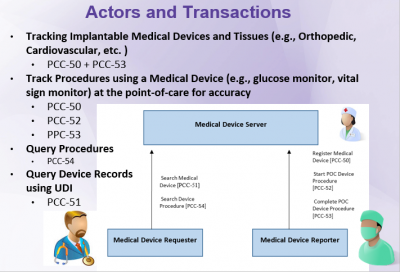 Actors and Transactions
• Tracking Implantable Medical Devices and Tissues (e.g., Orthopedic,
Cardiovascular, etc. )
• PCC-50 + PCC-53
• Track Procedures using a Medical Device (e.g., glucose monitor, vital
sign monitor) at the point-of-care for accuracy
• PCC-50
• PCC-52
• PPC-53
• Query Procedures
• PCC-54
• Query Device Records
using UDI
• PCC-51
Medical Device Server
Search Medical
Device [PCC-51]
Search Device
Procedure [PCC-54]
Register Medical
Device [PCC-50]
Start POC Device
Procedure
[PCC-52]
Complete POC
Device Procedure
[PCC-53]
Medical Device Requester
Medical Device Reporter